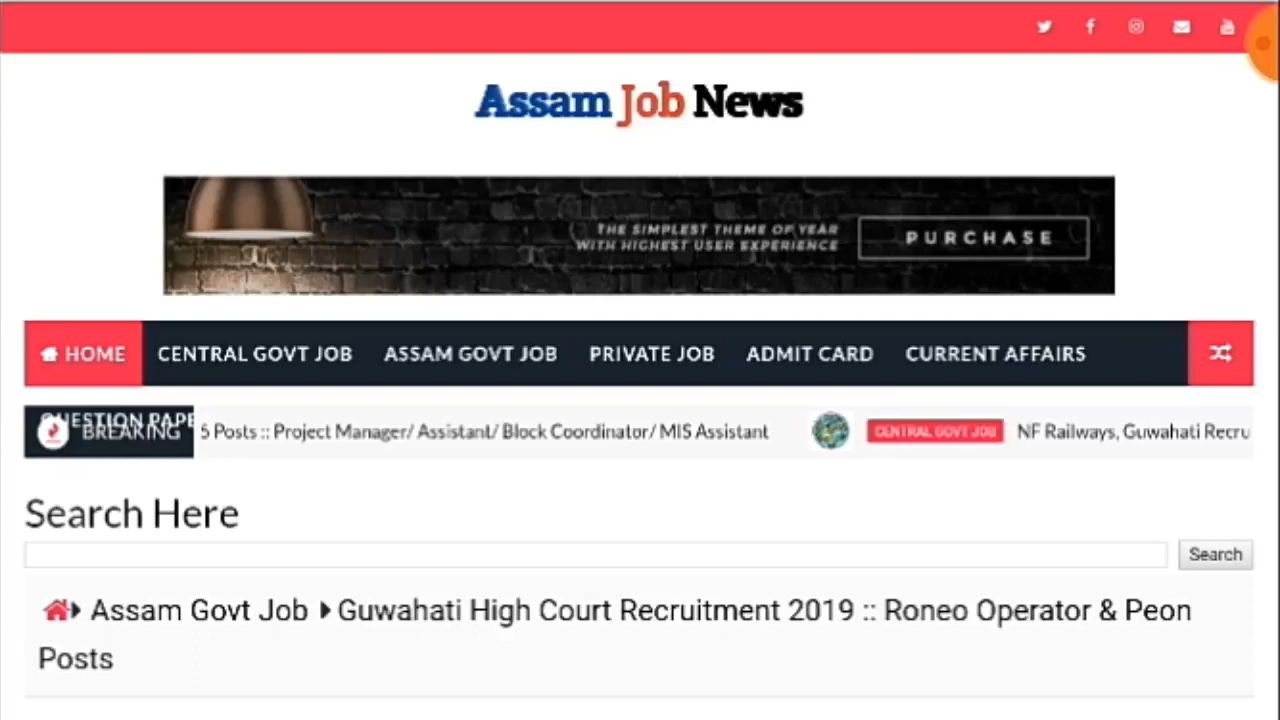 Assam Job News
THE SIMPLEST THEME OF YEAR
WITH HIGHEST USER EXPERIENCE
PURCHASE
HOME CENTRAL GOVT JOB ASSAM GOVT JOB PRIVATE JOB ADMIT CARD CURRENT AFFAIRS
QUESTION PAPE
BREAKING 5 Posts :: Project Manager/ Assistant/ Block Coordinator/ MIS Assistant CENTRAL GOVT JOB NF Railways, Guwahati Recru
Search Here
Search
Assam Govt Job Guwahati High Court Recruitment 2019 :: Roneo Operator & Peon
Posts